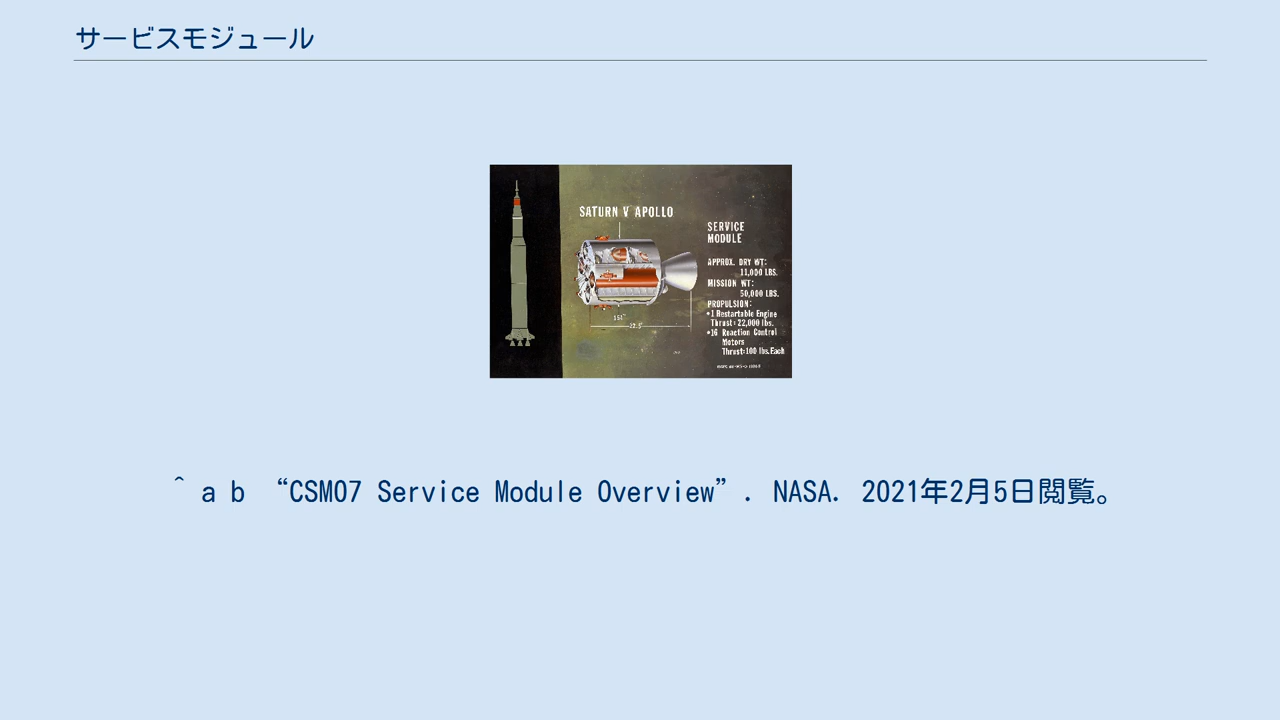 サービスモジュール
SATURN V APOLLO
SERVICE
MODULE
APPROX. DRY WT:
11,000 LBS.
MISSION WT:
50,000 LBS.
PROPULSION:
•1 Restartable Engine
Thrust: 22,000 lbs.
•16 Reaction Control
Motors
Thrust: 100 lbs. Each
22.5'
^ a b “CSM07 Service Module Overview”. NASA. 2021年2月5日閲覧。